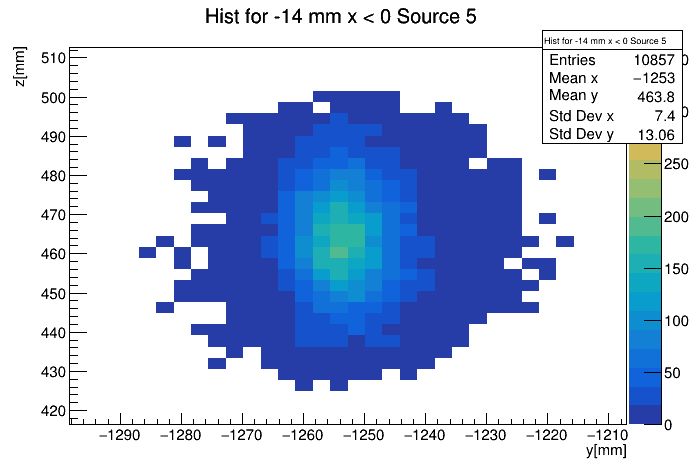 Hist for -14 mm x < 0 Source 5
z[mm]
510
500
490
480
470
460
450
440
430
420
−1290 −1280 −1270 −1260 −1250 −1240 −1230 −1220 −1210
y[mm]
Hist for -14 mm x < 0 Source 5
Entries 10857
Mean x −1253
Mean y 463.8
Std Dev x 7.4
Std Dev y 13.06
250
200
150
100
50
0